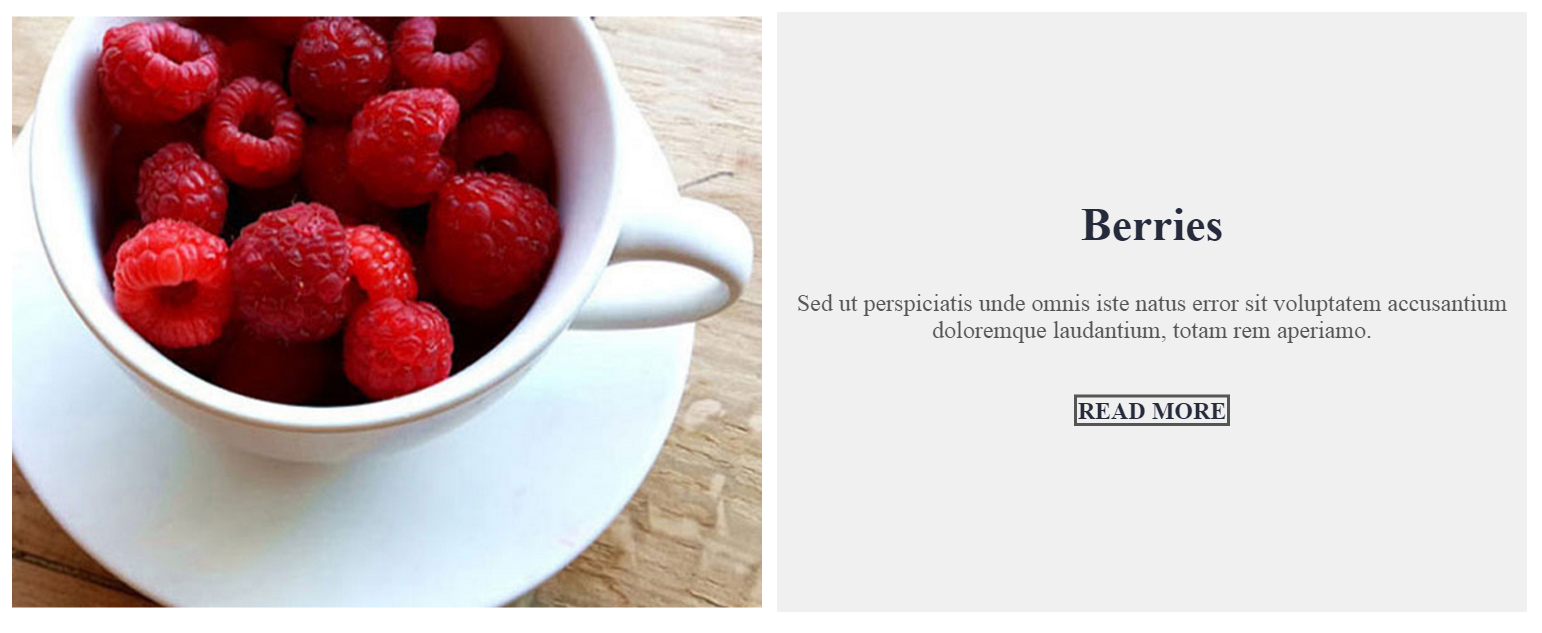 Berries
Sed ut perspiciatis unde omnis iste natus error sit voluptatem accusantium
doloremque laudantium, totam rem aperiamo.
READ MORE